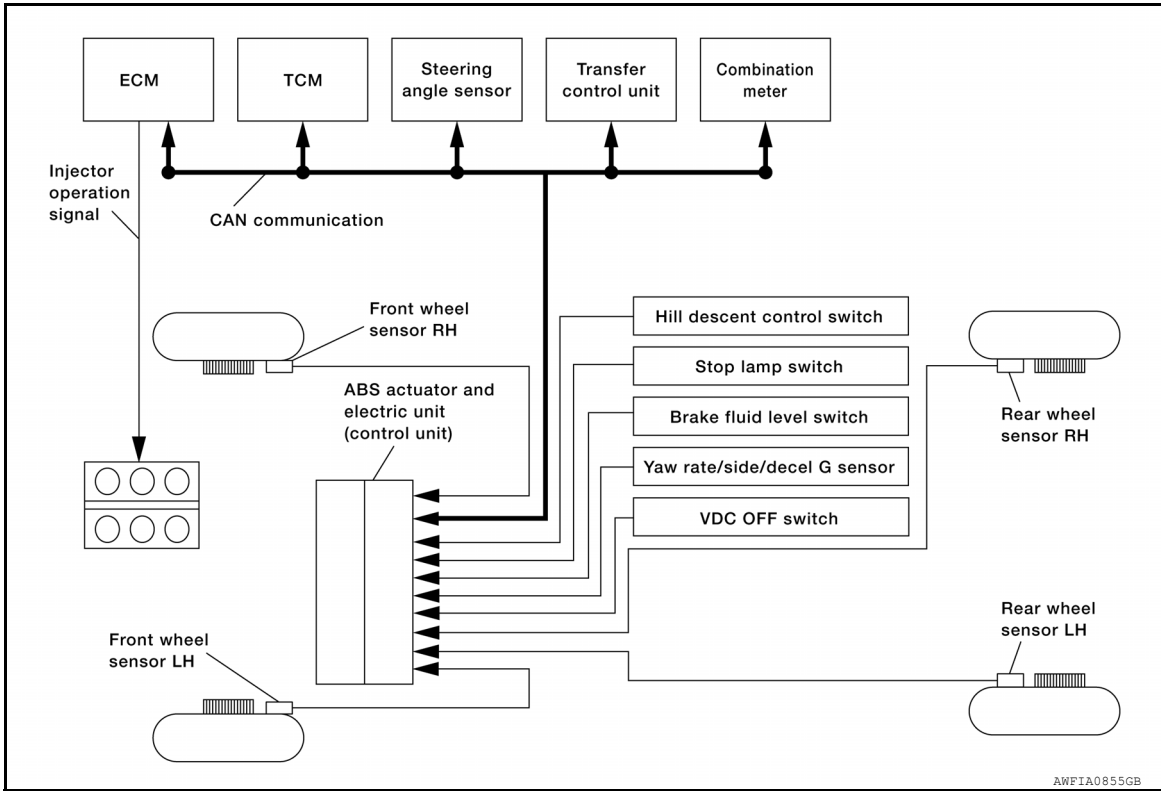 ECM
TCM
Steering
angle sensor
Transfer
control unit
Combination
meter
Injector
operation
signal
CAN communication
Front wheel
sensor RH
ABS actuator and
electric unit
(control unit)
Hill descent control switch
Stop lamp switch
Brake fluid level switch
Yaw rate/side/decel G sensor
VDC OFF switch
Rear wheel
sensor RH
Front wheel
sensor LH
Rear wheel
sensor LH
AWFIA0855GB